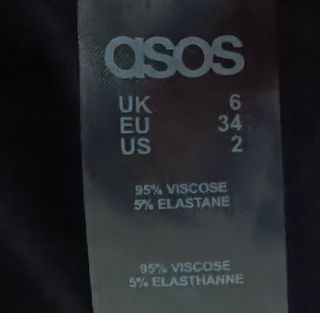 asos
UK 6
EU 34
US 2
95% VISCOSE
5% ELASTANE
95% VISCOSE
5% ELASTHANNE